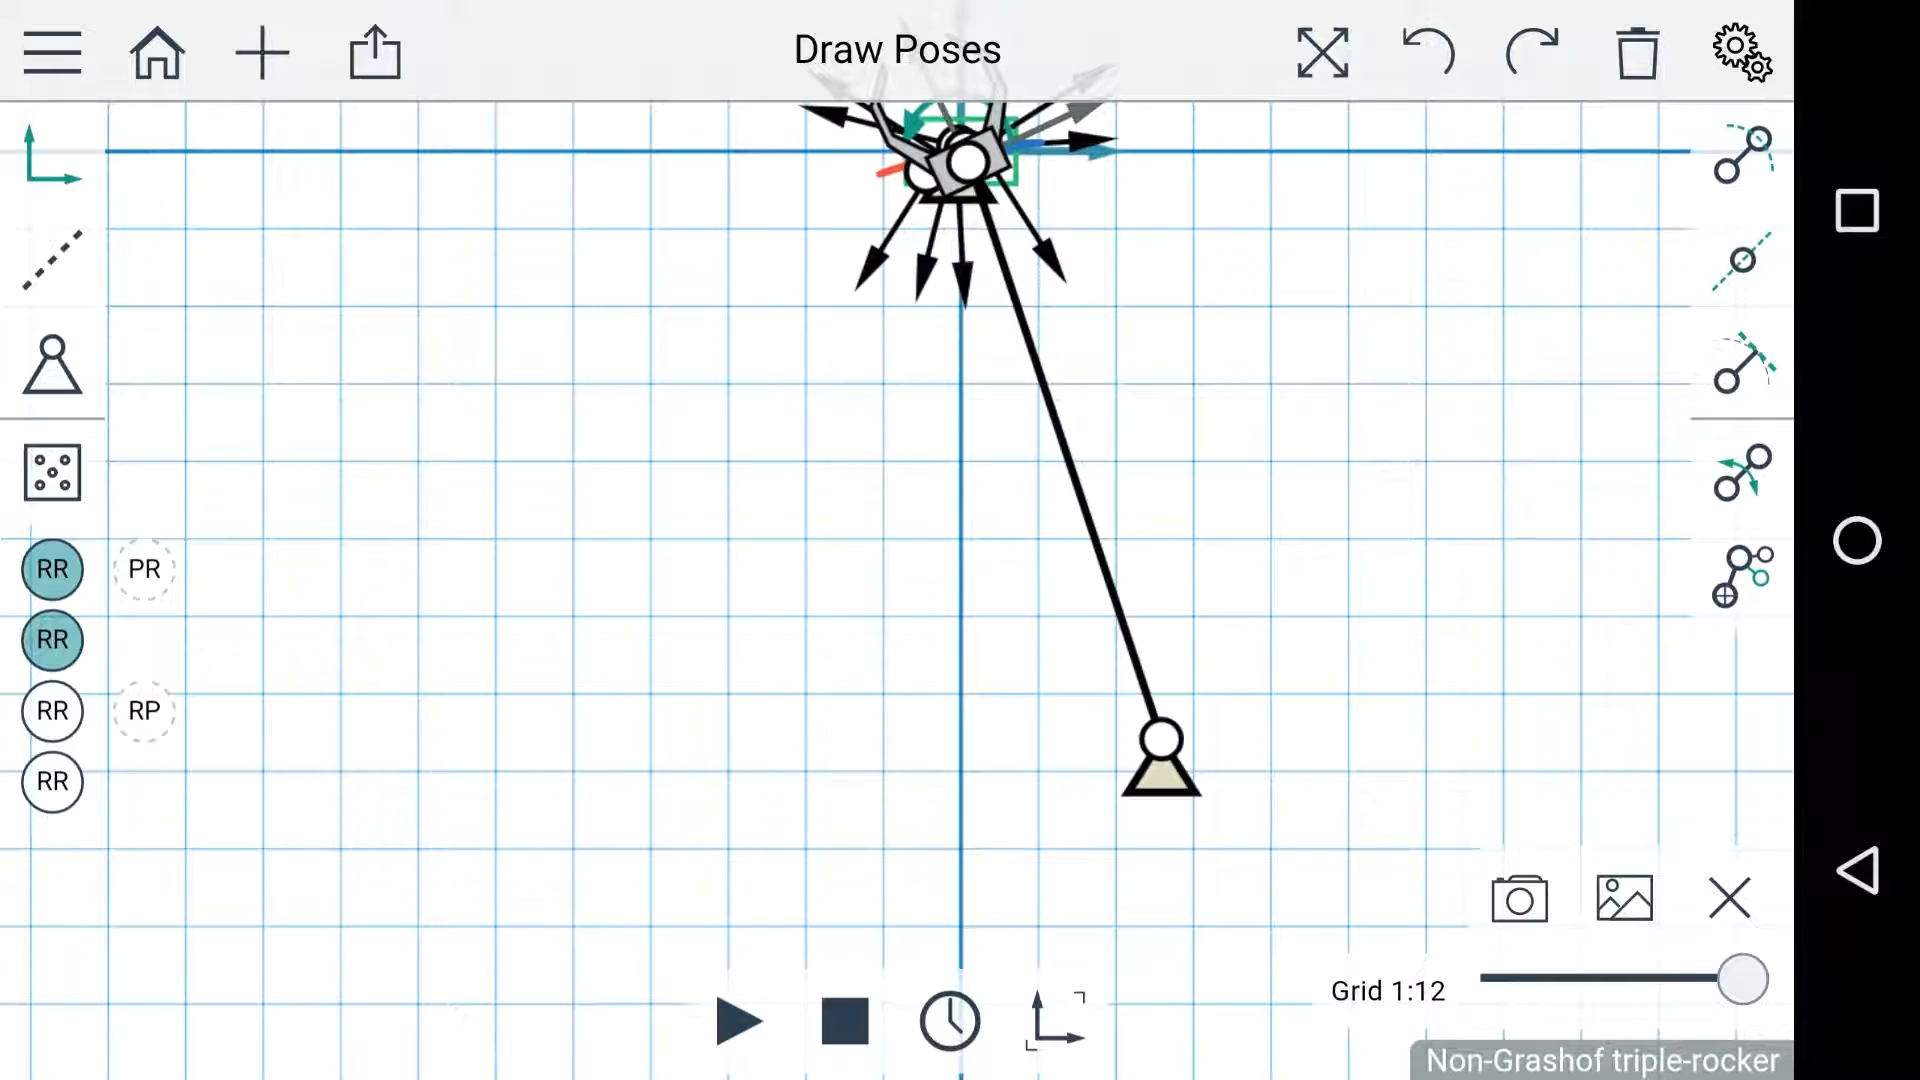 Draw Poses
RR PR
RR
RR RP
RR
Grid 1:12
Non-Grashof triple-rocker